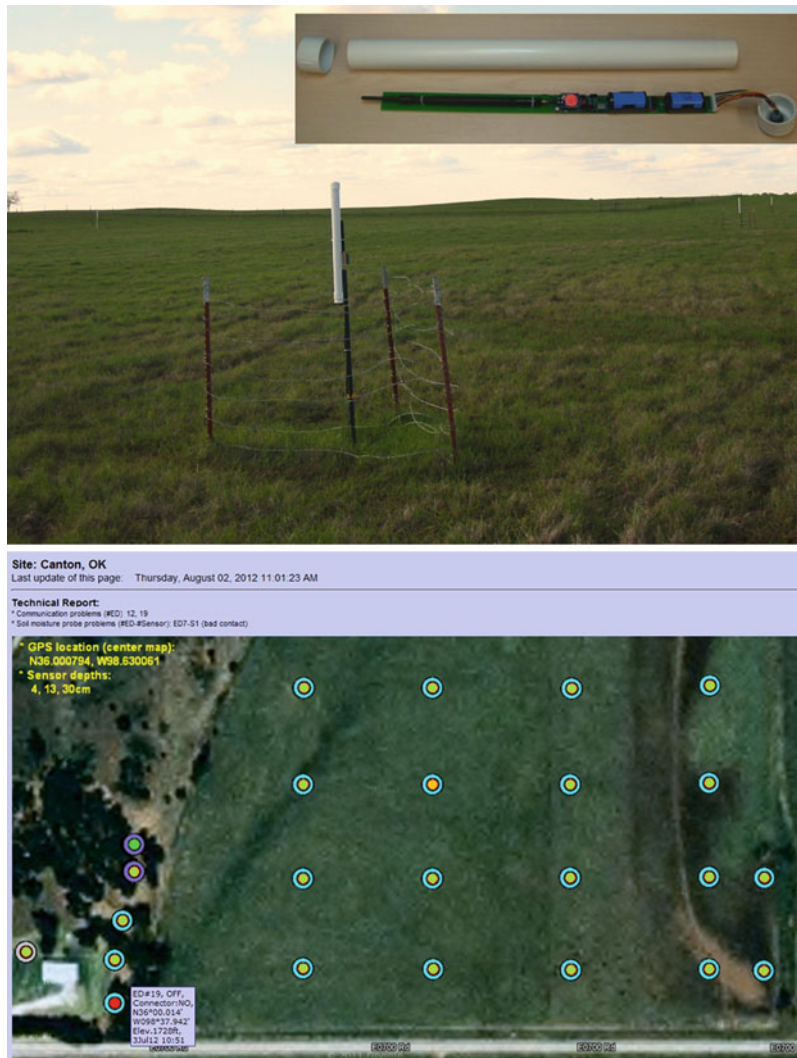 Site: Canton, OK
Last update of this page: Thursday, August 02, 2012 11.01.23 AM
Technical Report:
* Communication problems (#ED): 12, 19
* Soil moisture probe problems (#ED-#Sensor): ED7-S1 (bad contact)
* GPS location (center map):
N36.000794, W98.630061
* Sensor depths:
4, 13, 30cm
ED#19, OFF,
Connector:NO,
N36°00.014'
W098°37.942'
Elev.1728ft,
3Jul12 10:51
E0700 Rd E0700 Rd E0700 Rd E0700